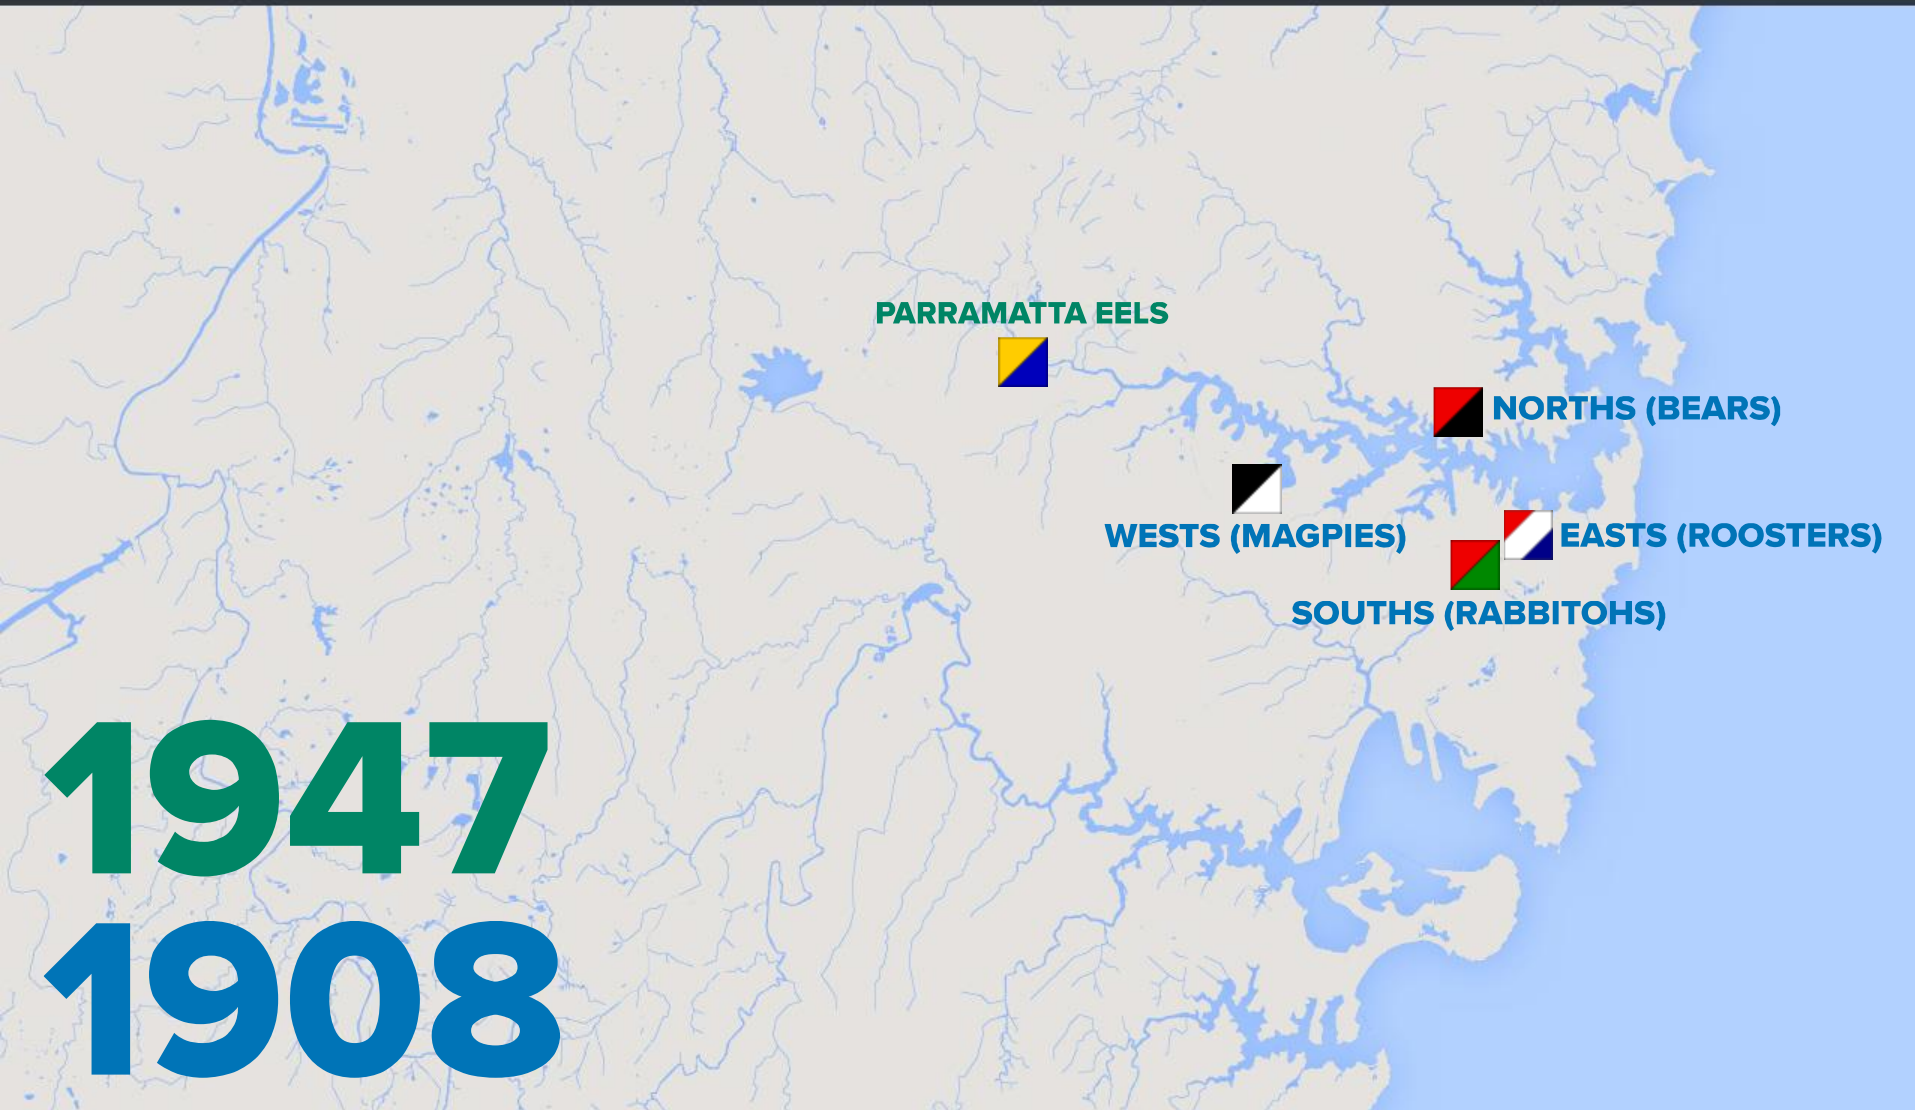 PARRAMATTA EELS
NORTHS (BEARS)
WESTS (MAGPIES)
EASTS (ROOSTERS)
SOUTHS (RABBITOHS)
1947
1908